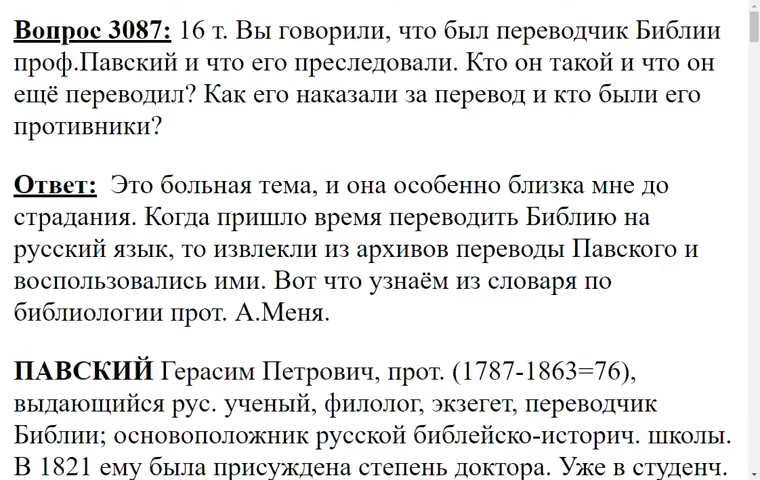 Вопрос 3087: 16 т. Вы говорили, что был переводчик Библии
проф.Павский и что его преследовали. Кто он такой и что он
ещё переводил? Как его наказали за перевод и кто были его
противники?
Ответ: Это больная тема, и она особенно близка мне до
страдания. Когда пришло время переводить Библию на
русский язык, то извлекли из архивов переводы Павского и
воспользовались ими. Вот что узнаём из словаря по
библиологии прот. А.Меня.
ПАВСКИЙ Герасим Петрович, прот. (1787-1863=76),
выдающийся рус. ученый, филолог, экзегет, переводчик
Библии; основоположник русской библейско-историч. школы.
В 1821 ему была присуждена степень доктора. Уже в студенч.